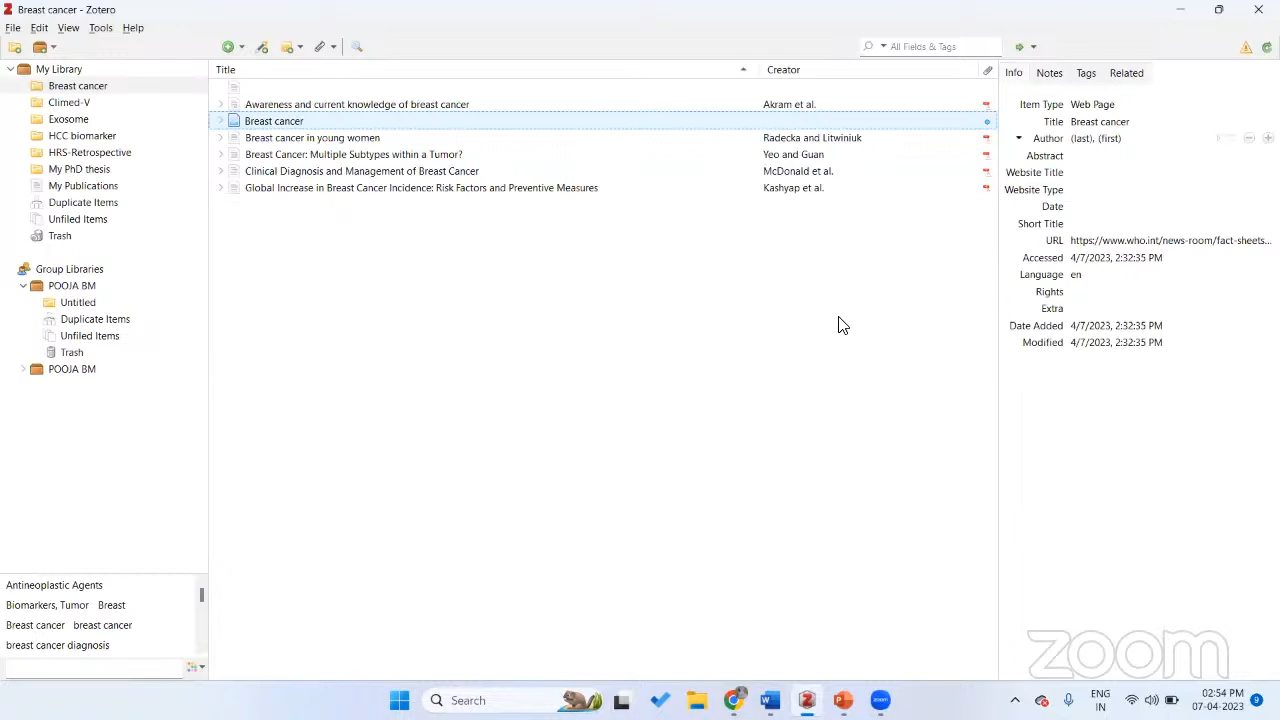 Breast cancer - Zotero
File Edit View Tools Help
All Fields & Tags
My Library
Breast cancer
Climed-V
Exosome
HCC biomarker
HRS-Retrospective
My PhD thesis
My Publications
Duplicate Items
Unfiled Items
Trash
Group Libraries
POOJA BM
Untitled
Duplicate Items
Unfiled Items
Trash
POOJA BM
Antineoplastic Agents
Biomarkers, Tumor Breast
Breast cancer breast cancer
breast cancer diagnosis
Title Creator
Awareness and current knowledge of breast cancer Akram et al.
Breast cancer
Breast cancer in young women Radecka and Litwiniuk
Breast Cancer: Multiple Subtypes within a Tumor? Yeo and Guan
Clinical Diagnosis and Management of Breast Cancer McDonald et al.
Global Increase in Breast Cancer Incidence: Risk Factors and Preventive Measures Kashyap et al.
Info Notes Tags Related
Item Type Web Page
Title Breast cancer
Author (last), (first)
Abstract
Website Title
Website Type
Date
Short Title
URL https://www.who.int/news-room/fact-sheets...
Accessed 4/7/2023, 2:32:35 PM
Language en
Rights
Extra
Date Added 4/7/2023, 2:32:35 PM
Modified 4/7/2023, 2:32:35 PM
zoom
Search
zoom
ENG
IN
02:54 PM
07-04-2023
9